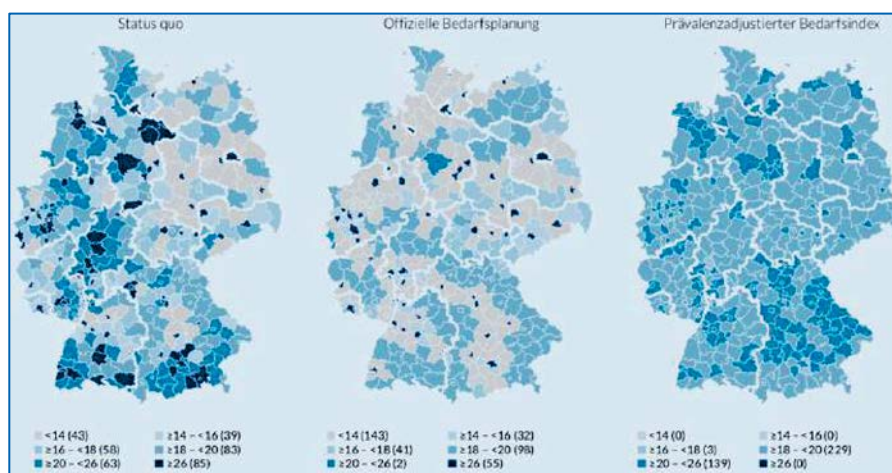 Status quo
Offizielle Bedarfsplanung
Prävalenzadjustierter Bedarfsindex
<14 (43) ≥14 – <16 (39)
≥16 – <18 (58) ≥18 – <20 (83)
≥20 – <26 (63) ≥26 (85)
<14 (143) ≥14 – <16 (32)
≥16 – <18 (41) ≥18 – <20 (98)
≥20 – <26 (2) ≥26 (55)
<14 (0) ≥14 – <16 (0)
≥16 – <18 (3) ≥18 – <20 (229)
≥20 – <26 (139) ≥26 (0)